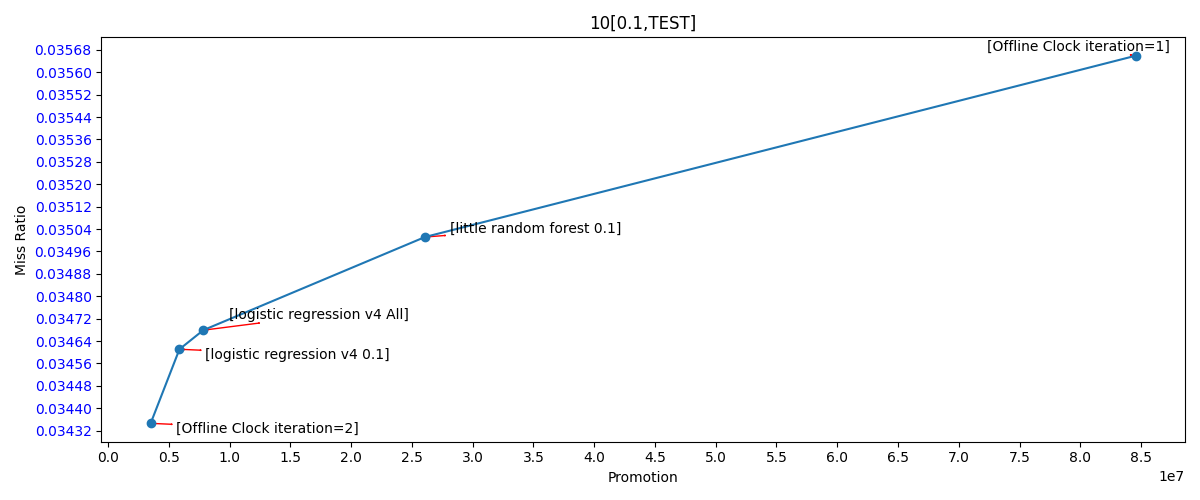 10[0.1,TEST]
[Offline Clock iteration=1]
0.03568
0.03560
0.03552
0.03544
0.03536
0.03528
0.03520
0.03512
0.03504
0.03496
0.03488
0.03480
0.03472
0.03464
0.03456
0.03448
0.03440
0.03432
Miss Ratio
[little random forest 0.1]
[logistic regression v4 All]
[logistic regression v4 0.1]
[Offline Clock iteration=2]
0.0 0.5 1.0 1.5 2.0 2.5 3.0 3.5 4.0 4.5 5.0 5.5 6.0 6.5 7.0 7.5 8.0 8.5
1e7
Promotion